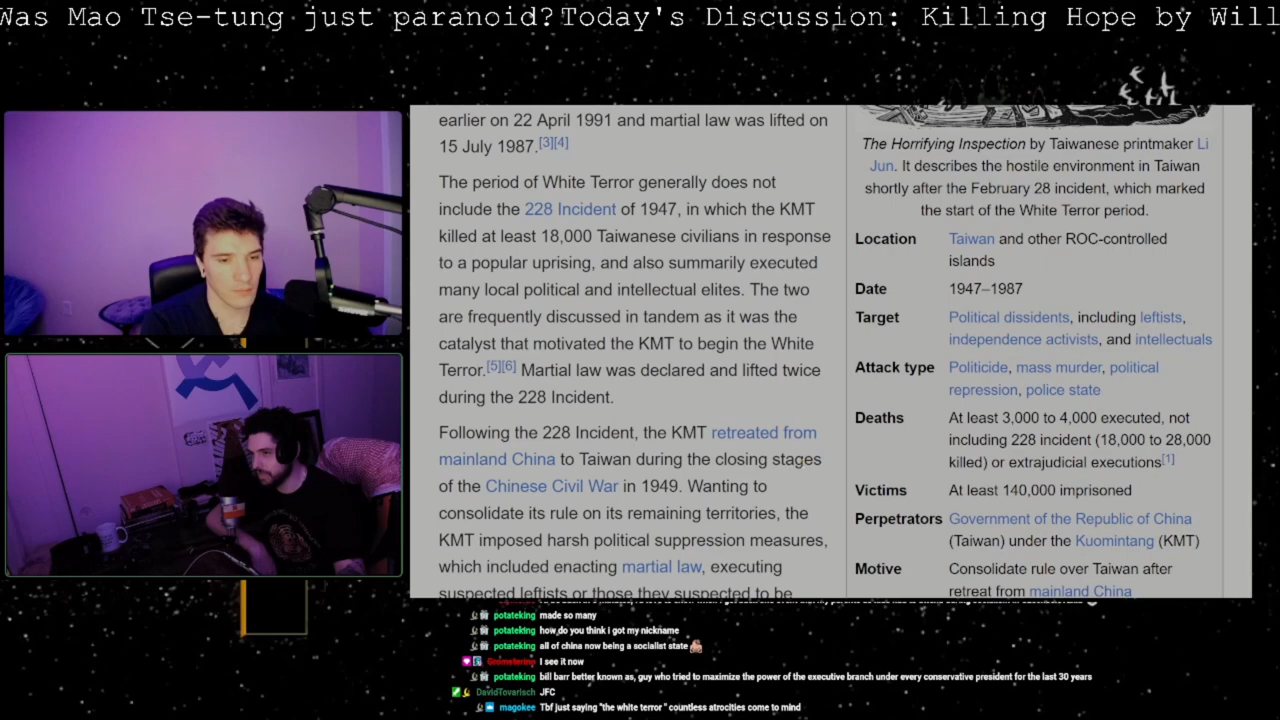 Was Mao Tse-tung just paranoid?Today's Discussion: Killing Hope by Will
earlier on 22 April 1991 and martial law was lifted on
15 July 1987.[3][4]
The period of White Terror generally does not
include the 228 Incident of 1947, in which the KMT
killed at least 18,000 Taiwanese civilians in response
to a popular uprising, and also summarily executed
many local political and intellectual elites. The two
are frequently discussed in tandem as it was the
catalyst that motivated the KMT to begin the White
Terror.[5][6] Martial law was declared and lifted twice
during the 228 Incident.
Following the 228 Incident, the KMT retreated from
mainland China to Taiwan during the closing stages
of the Chinese Civil War in 1949. Wanting to
consolidate its rule on its remaining territories, the
KMT imposed harsh political suppression measures,
which included enacting martial law, executing
suspected leftists or those they suspected to be
The Horrifying Inspection by Taiwanese printmaker Li
Jun. It describes the hostile environment in Taiwan
shortly after the February 28 incident, which marked
the start of the White Terror period.
Location Taiwan and other ROC-controlled
islands
Date 1947–1987
Target Political dissidents, including leftists,
independence activists, and intellectuals
Attack type Politicide, mass murder, political
repression, police state
Deaths At least 3,000 to 4,000 executed, not
including 228 incident (18,000 to 28,000
killed) or extrajudicial executions[1]
Victims At least 140,000 imprisoned
Perpetrators Government of the Republic of China
(Taiwan) under the Kuomintang (KMT)
Motive Consolidate rule over Taiwan after
retreat from mainland China
potateking made so many
potateking how do you think i got my nickname
potateking all of china now being a socialist state
I see it now
potateking bill barr better known as, guy who tried to maximize the power of the executive branch under every conservative president for the last 30 years
DavidTovarisch JFC
magokee Tbf just saying "the white terror" countless atrocities come to mind